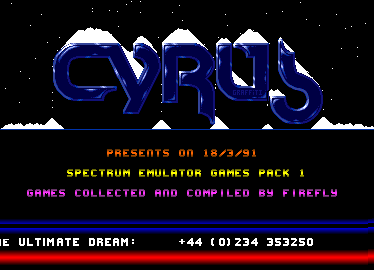 CYRUS
PRESENTS ON 18/3/91
SPECTRUM EMULATOR GAMES PACK 1
GAMES COLLECTED AND COMPILED BY FIREFLY
ULTIMATE DREAM: +44 (0)234 353250